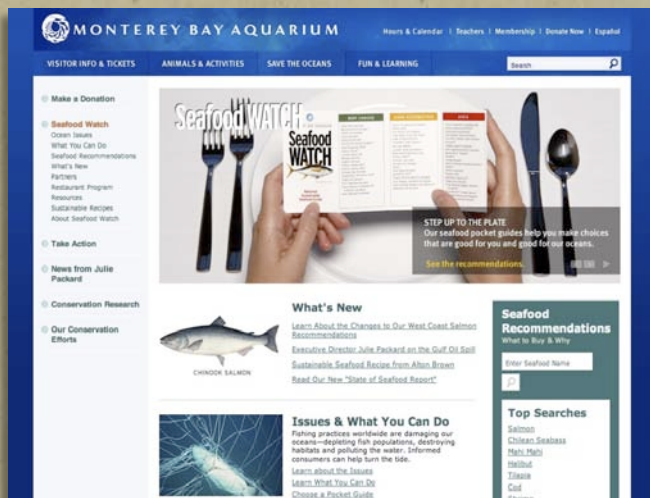 MONTEREY BAY AQUARIUM
Hours & Calendar | Teachers | Membership | Donate Now | Español
VISITOR INFO & TICKETS
ANIMALS & ACTIVITIES
SAVE THE OCEANS
FUN & LEARNING
Search
Make a Donation
Seafood Watch
Ocean Issues
What You Can Do
Seafood Recommendations
What's New
Partners
Restaurant Program
Resources
Sustainable Recipes
About Seafood Watch
Take Action
News from Julie
Packard
Conservation Research
Our Conservation
Efforts
Seafood WATCH
Seafood
WATCH
BEST CHOICES
GOOD ALTERNATIVES
AVOID
STEP UP TO THE PLATE
Our seafood pocket guides help you make choices
that are good for you and good for our oceans.
See the recommendations.
CHINOOK SALMON
What's New
Learn About the Changes to Our West Coast Salmon
Recommendations
Executive Director Julie Packard on the Gulf Oil Spill
Sustainable Seafood Recipe from Alton Brown
Read Our New "State of Seafood Report"
Issues & What You Can Do
Fishing practices worldwide are damaging our
oceans—depleting fish populations, destroying
habitats and polluting the water. Informed
consumers can help turn the tide.
Learn about the Issues
Learn What You Can Do
Choose a Pocket Guide
Seafood
Recommendations
What to Buy & Why
Enter Seafood Name
Top Searches
Salmon
Chilean Seabass
Mahi Mahi
Halibut
Tilapia
Cod